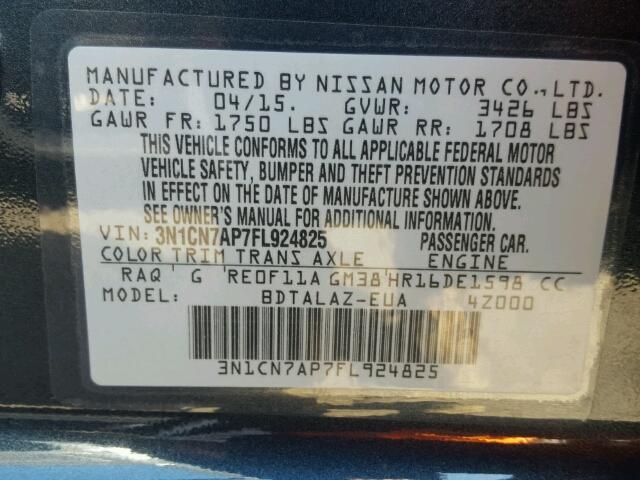 MANUFACTURED BY NISSAN MOTOR CO., LTD.
DATE: 04/15. GVWR: 3426 LBS
GAWR FR: 1750 LBS GAWR RR: 1708 LBS
THIS VEHICLE CONFORMS TO ALL APPLICABLE FEDERAL MOTOR
VEHICLE SAFETY, BUMPER AND THEFT PREVENTION STANDARDS
IN EFFECT ON THE DATE OF MANUFACTURE SHOWN ABOVE.
SEE OWNER'S MANUAL FOR ADDITIONAL INFORMATION.
VIN: 3N1CN7AP7FL924825 PASSENGER CAR.
COLOR TRIM TRANS AXLE ENGINE
RAQ G RE0F11A GM38 HR16DE1598 CC
MODEL: BDTALAZ-EUA 4Z000
3N1CN7AP7FL924825